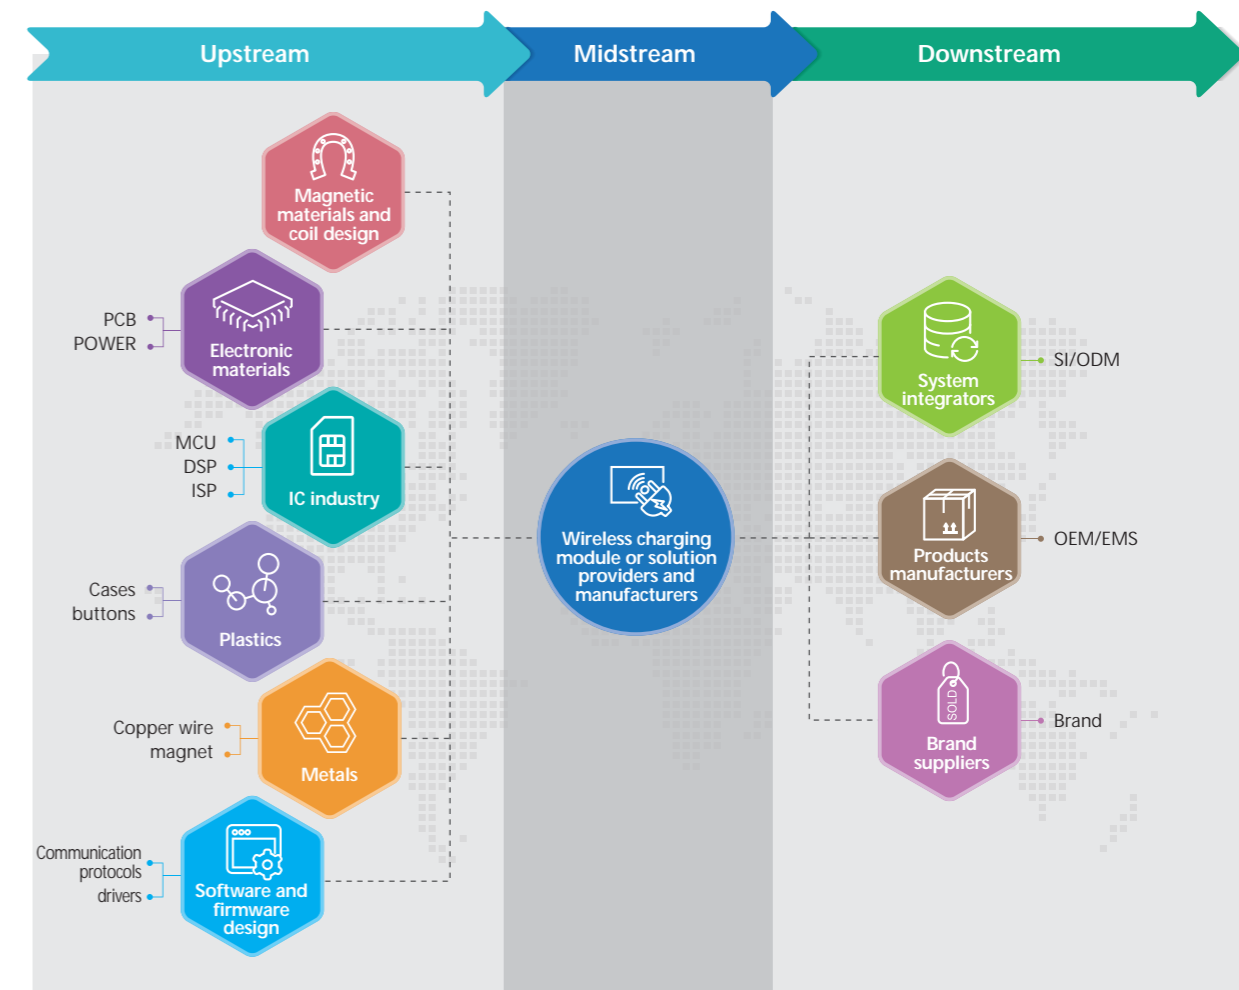 Upstream
Midstream
Downstream
Magnetic
materials and
coil design
PCB
POWER
Electronic
materials
MCU
DSP
ISP
IC industry
Cases
buttons
Plastics
Copper wire
magnet
Metals
Communication
protocols
drivers
Software and
firmware
design
Wireless charging
module or solution
providers and
manufacturers
System
integrators
SI/ODM
Products
manufacturers
OEM/EMS
SOLD
Brand
suppliers
Brand